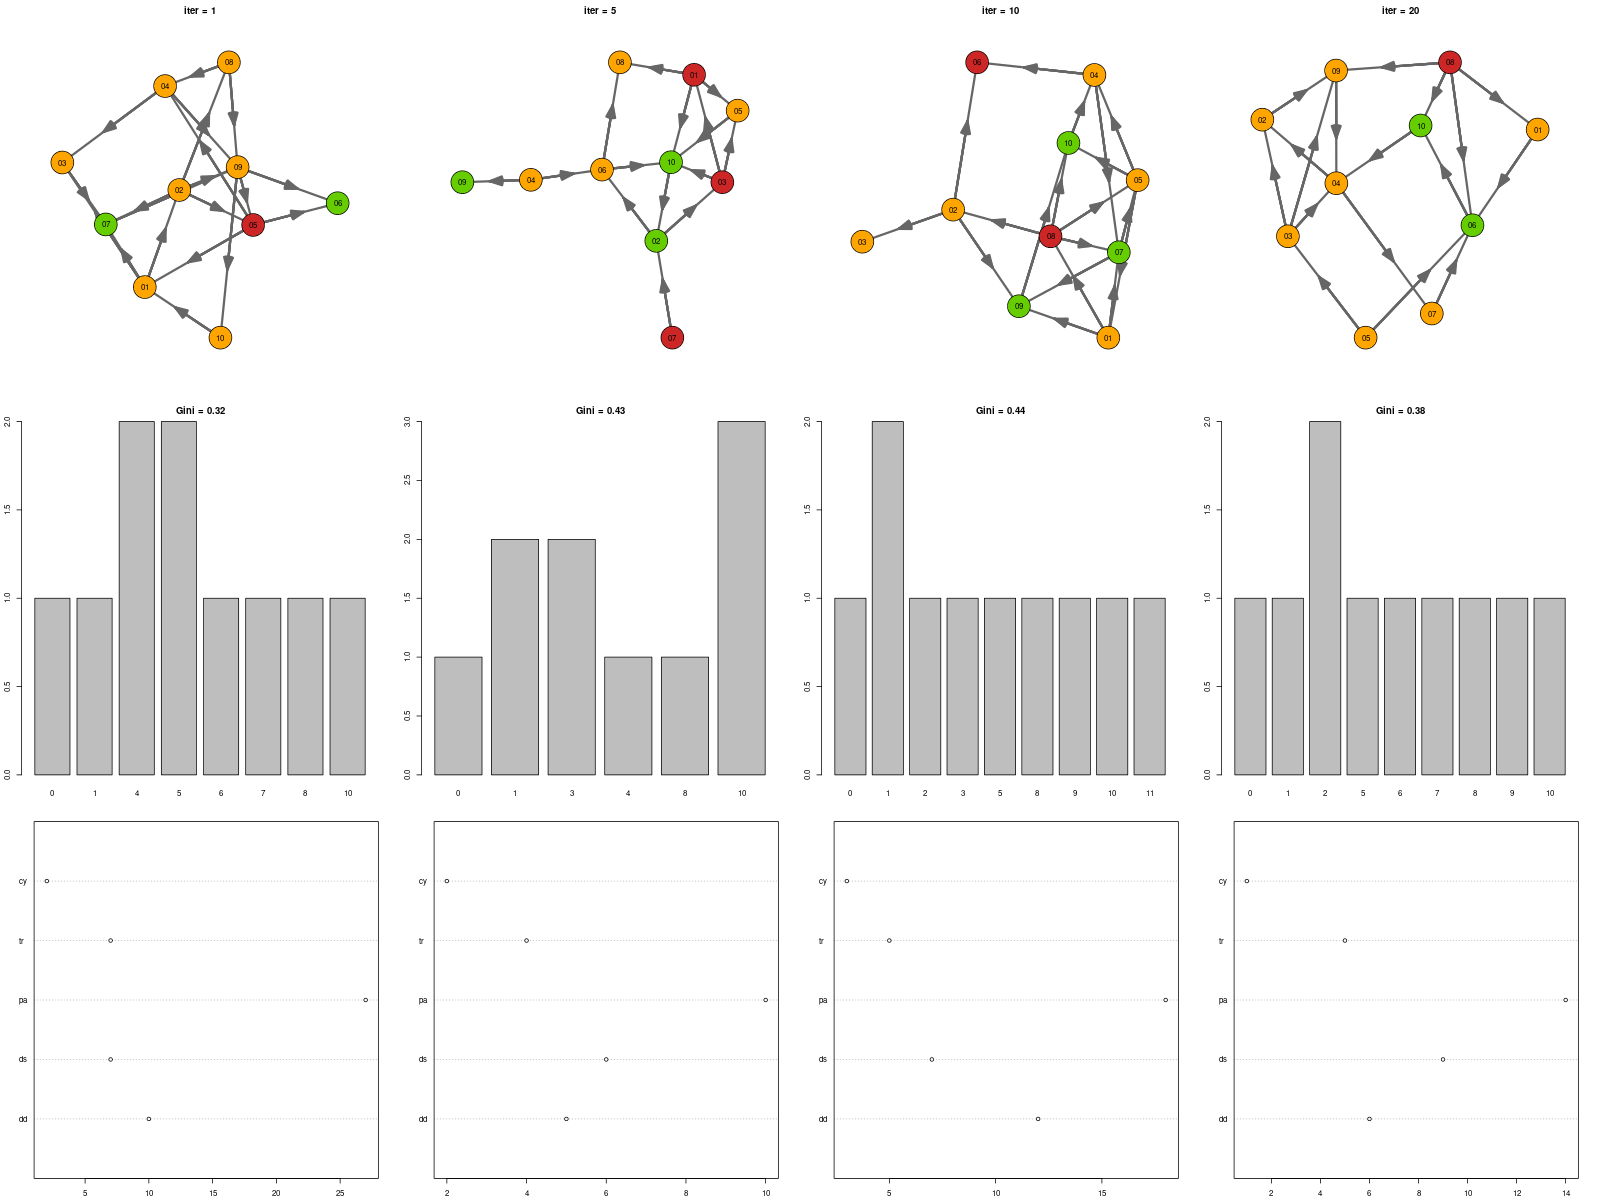 iter = 1
08
04
03
09
02
06
07
05
01
10
iter = 5
08
01
05
10
06
04
09
03
02
07
iter = 10
06
04
10
05
02
08
03
07
09
01
iter = 20
09
08
02
10
01
04
06
03
07
05
Gini = 0.32
2.0
1.5
1.0
0.5
0.0
0 1 4 5 6 7 8 10
Gini = 0.43
3.0
2.5
2.0
1.5
1.0
0.5
0.0
0 1 3 4 8 10
Gini = 0.44
2.0
1.5
1.0
0.5
0.0
0 1 2 3 5 8 9 10 11
Gini = 0.38
2.0
1.5
1.0
0.5
0.0
0 1 2 5 6 7 8 9 10
cy
tr
pa
ds
dd
5 10 15 20 25
cy
tr
pa
ds
dd
2 4 6 8 10
cy
tr
pa
ds
dd
5 10 15
cy
tr
pa
ds
dd
2 4 6 8 10 12 14